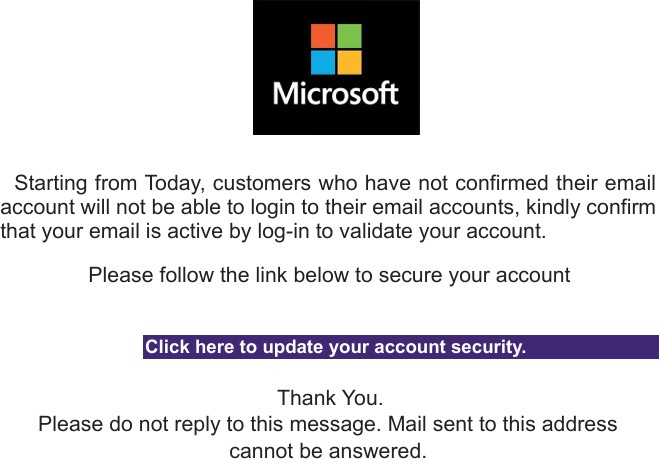 Microsoft
Starting from Today, customers who have not confirmed their email
account will not be able to login to their email accounts, kindly confirm
that your email is active by log-in to validate your account.
Please follow the link below to secure your account
Click here to update your account security.
Thank You.
Please do not reply to this message. Mail sent to this address
cannot be answered.